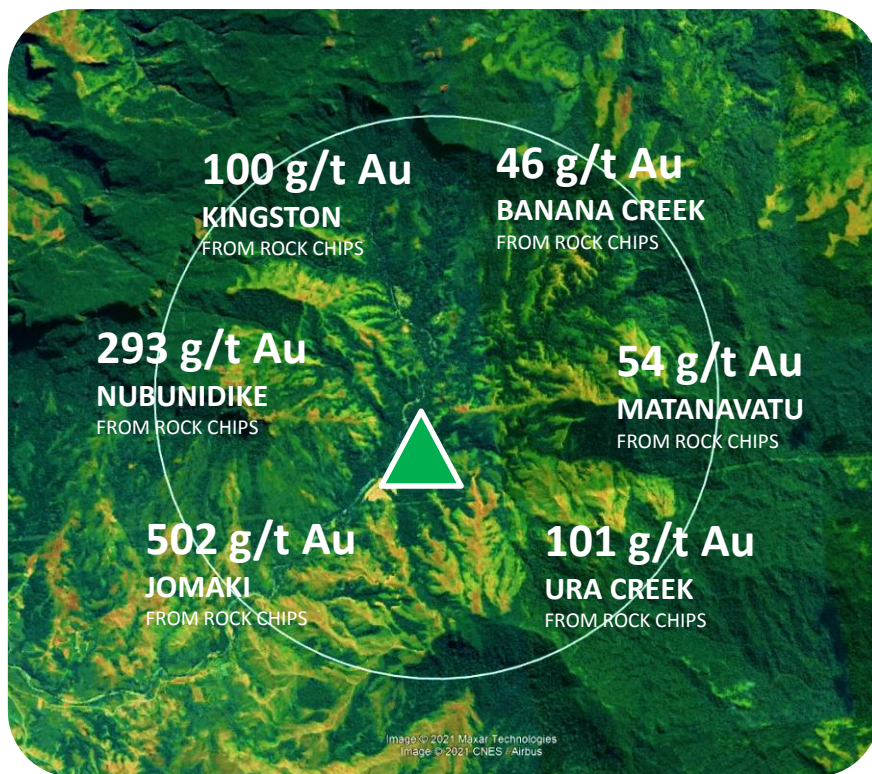 100 g/t Au
KINGSTON
FROM ROCK CHIPS
46 g/t Au
BANANA CREEK
FROM ROCK CHIPS
293 g/t Au
NUBUNIDIKE
FROM ROCK CHIPS
54 g/t Au
MATANAVATU
FROM ROCK CHIPS
502 g/t Au
JOMAKI
FROM ROCK CHIPS
101 g/t Au
URA CREEK
FROM ROCK CHIPS
Image © 2021 Maxar Technologies
Image © 2021 CNES / Airbus